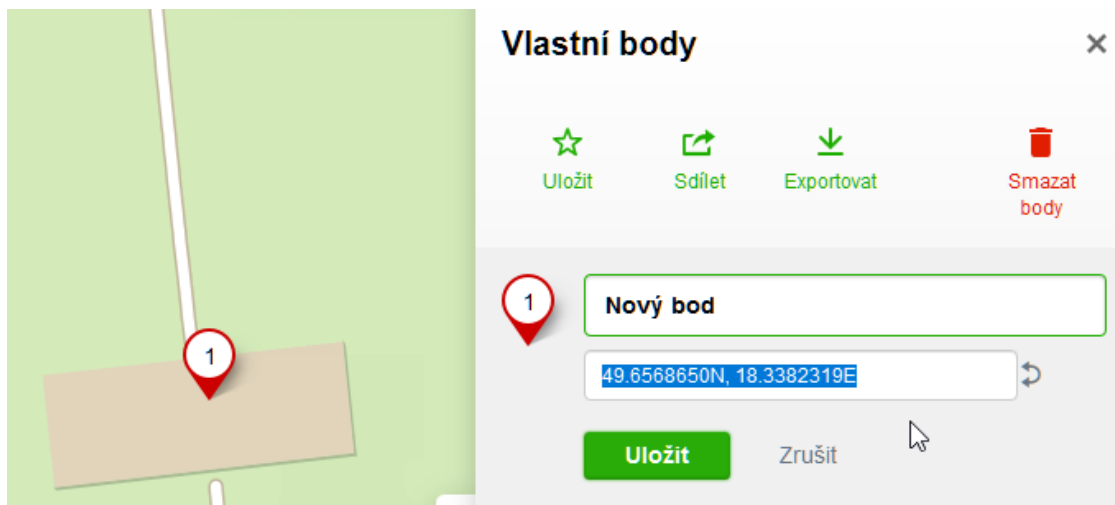 Vlastní body
Uložit
Sdílet
Exportovat
Smazat
body
1
Nový bod
1
49.6568650N, 18.3382319E
Uložit
Zrušit